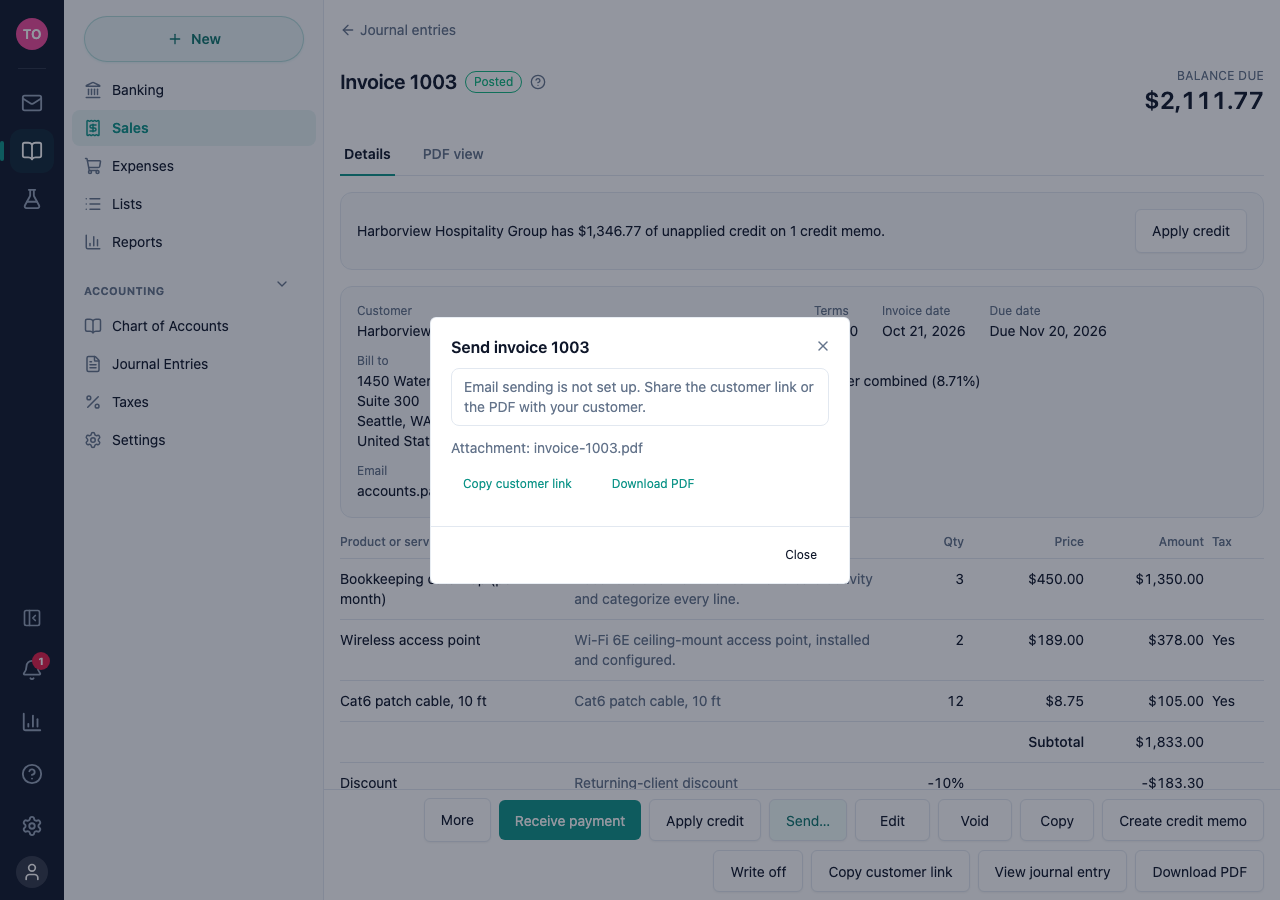 TO
New
Banking
Sales
Expenses
Lists
Reports
ACCOUNTING
Chart of Accounts
Journal Entries
Taxes
Settings
1
Journal entries
Invoice 1003 Posted
BALANCE DUE
$2,111.77
Details PDF view
Harborview Hospitality Group has $1,346.77 of unapplied credit on 1 credit memo.
Apply credit
Customer Terms Invoice date Due date
Harborview Oct 21, 2026 Due Nov 20, 2026
Bill to
1450 Water combined (8.71%)
Suite 300
Seattle, WA
United Stat
Email
accounts.pa
Send invoice 1003
Email sending is not set up. Share the customer link or
the PDF with your customer.
Attachment: invoice-1003.pdf
Copy customer link Download PDF
Close
Product or serv Qty Price Amount Tax
Bookkeeping 3 $450.00 $1,350.00
month) and categorize every line.
Wireless access point Wi-Fi 6E ceiling-mount access point, installed 2 $189.00 $378.00 Yes
and configured.
Cat6 patch cable, 10 ft Cat6 patch cable, 10 ft 12 $8.75 $105.00 Yes
Subtotal $1,833.00
Discount Returning-client discount -10% -$183.30
More Receive payment Apply credit Send... Edit Void Copy Create credit memo
Write off Copy customer link View journal entry Download PDF